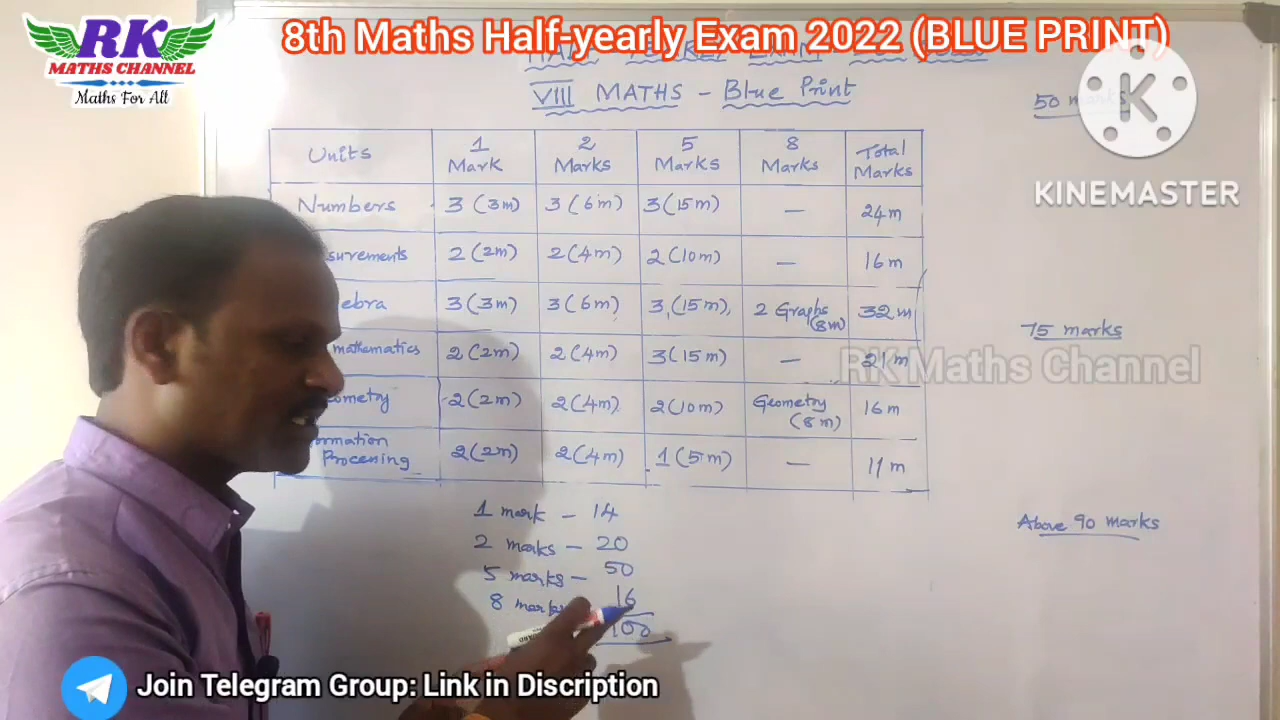 RK
MATHS CHANNEL
Maths For All
8th Maths Half-yearly Exam 2022 (BLUE PRINT)
VIII MATHS - Blue Print
50 marks
K
KINEMASTER
Units 1 Mark 2 Marks 5 Marks 8 Marks Total Marks
Numbers 3 (3m) 3 (6m) 3 (15m) — 24m
surements 2 (2m) 2 (4m) 2 (10m) — 16m
ebra 3 (3m) 3 (6m) 3 (15m) 2 Graphs (8m) 32m
mathematics 2 (2m) 2 (4m) 3 (15m) — 21m
ometry 2 (2m) 2 (4m) 2 (10m) Geometry (8m) 16m
ormation Processing 2 (2m) 2 (4m) 1 (5m) — 11m
75 marks
RK Maths Channel
Above 90 marks
1 mark - 14
2 marks - 20
5 marks - 50
8 marks 16
100
Join Telegram Group: Link in Discription